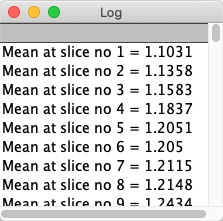 Log
Mean at slice no 1 = 1.1031
Mean at slice no 2 = 1.1358
Mean at slice no 3 = 1.1583
Mean at slice no 4 = 1.1837
Mean at slice no 5 = 1.2051
Mean at slice no 6 = 1.205
Mean at slice no 7 = 1.2115
Mean at slice no 8 = 1.2148
Mean at slice no 9 = 1.2434